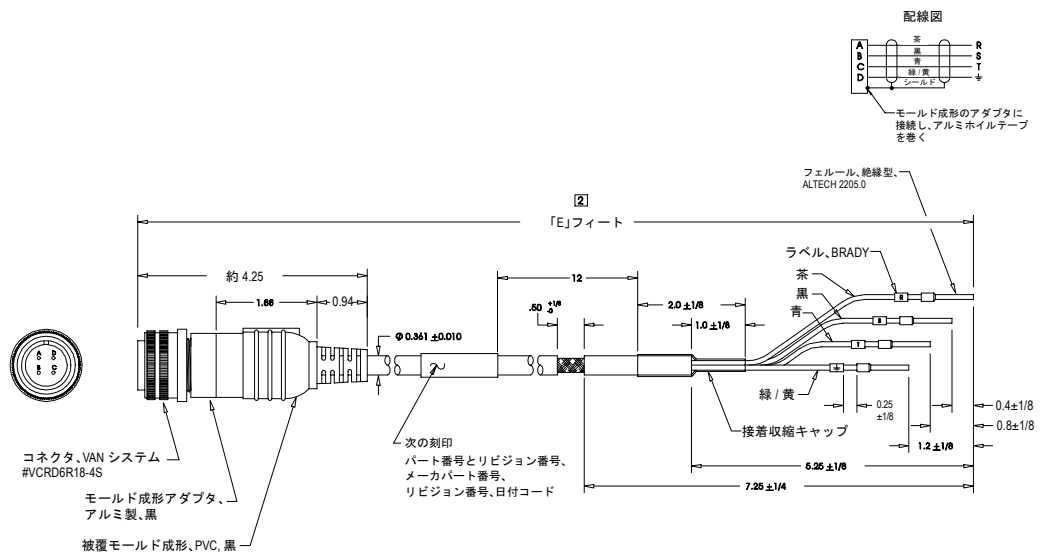 配線図
A 茶 R
B 黒 S
C 青 T
D 緑 / 黄
シールド
モールド成形のアダプタに
接続し、アルミホイルテープ
を巻く
フェルール、絶縁型、
ALTECH 2205.0
2
「E」フィート
ラベル、BRADY
約 4.25
12
茶
1.66
0.94
.50 +1/8 -0
2.0 ±1/8
黒
R
1.0 ±1/8
青
S
Φ 0.361 ±0.010
T
A D
B C
緑 / 黄
0.25
±1/8
0.4±1/8
0.8±1/8
接着収縮キャップ
1.2 ±1/8
次の刻印
パート番号とリビジョン番号、
メーカパート番号、
リビジョン番号、日付コード
コネクタ、VAN システム
#VCRD6R18-4S
5.25 ±1/8
7.25 ±1/4
モールド成形アダプタ、
アルミ製、黒
被覆モールド成形、PVC, 黒